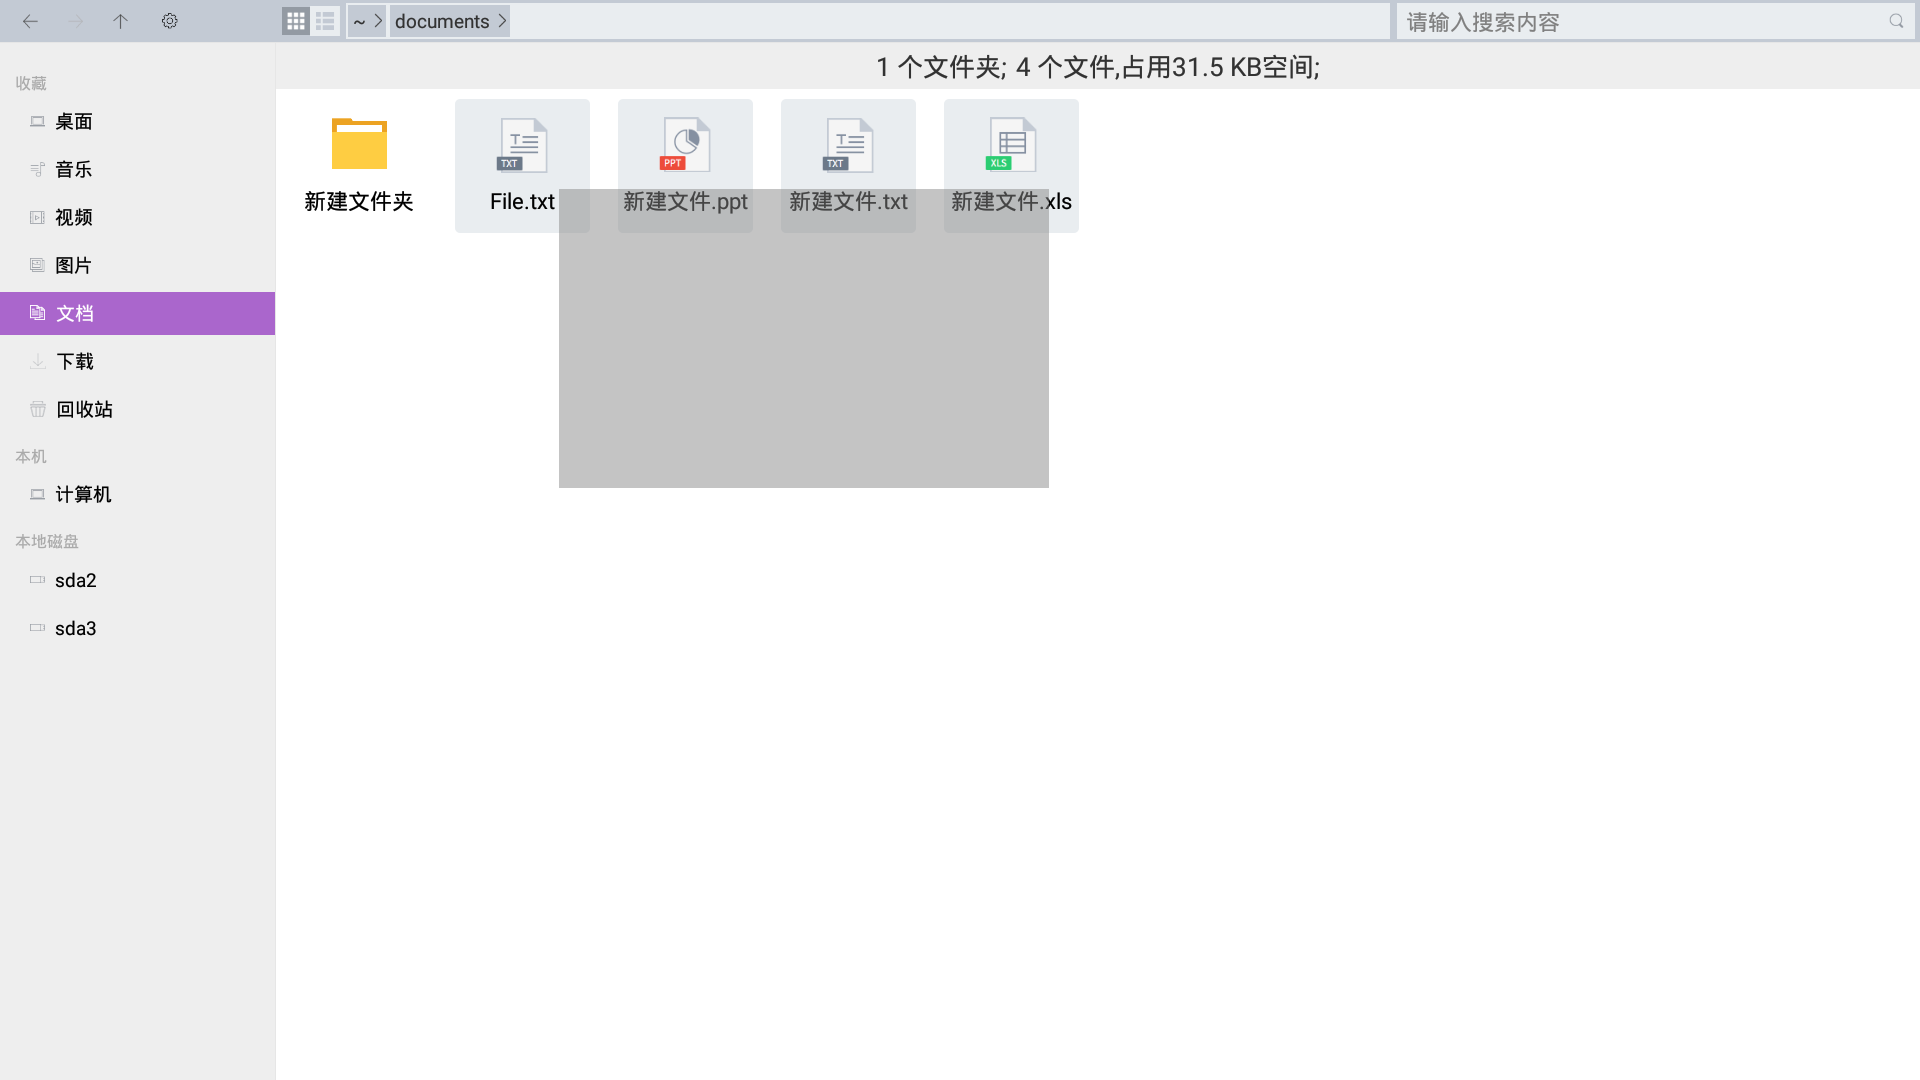 ~
documents
请输入搜索内容
1 个文件夹; 4 个文件,占用31.5 KB空间;
收藏
桌面
音乐
视频
图片
文档
下载
回收站
本机
计算机
本地磁盘
sda2
sda3
TXT
PPT
TXT
XLS
新建文件夹
File.txt
新建文件.ppt
新建文件.txt
新建文件.xls